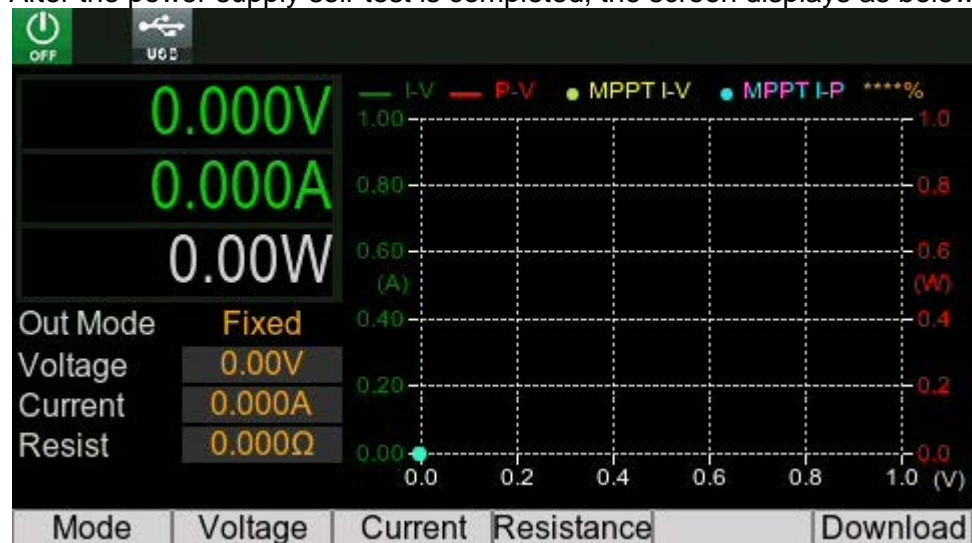 After the power supply self-test is completed, the screen displays as below
OFF
USB
0.000V
0.000A
0.00W
Out Mode Fixed
Voltage 0.00V
Current 0.000A
Resist 0.000Ω
I-V P-V MPPT I-V MPPT I-P ****%
1.00 1.0
0.80 0.8
0.60 0.6
(A) (W)
0.40 0.4
0.20 0.2
0.00 0.0
0.0 0.2 0.4 0.6 0.8 1.0 (V)
Mode Voltage Current Resistance Download